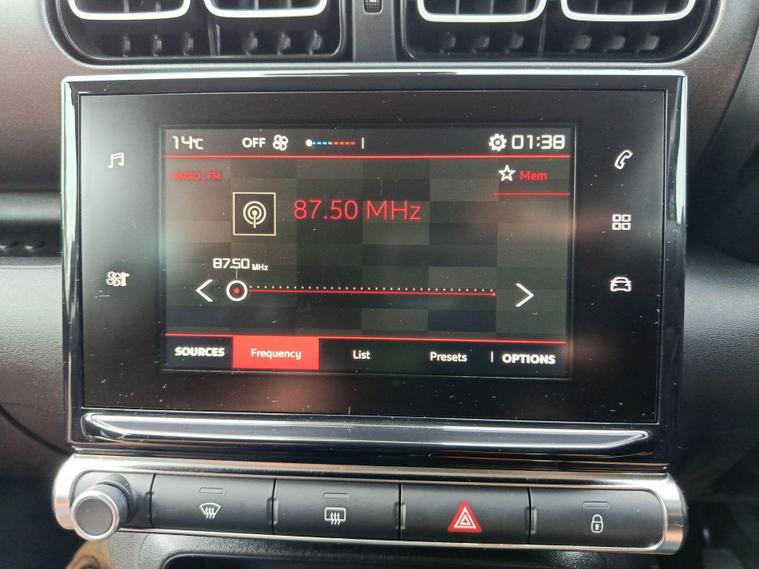 14°C OFF 01:38
RADIO : FM
Mem
87.50 MHz
87.50 MHz
SOURCES Frequency List Presets OPTIONS